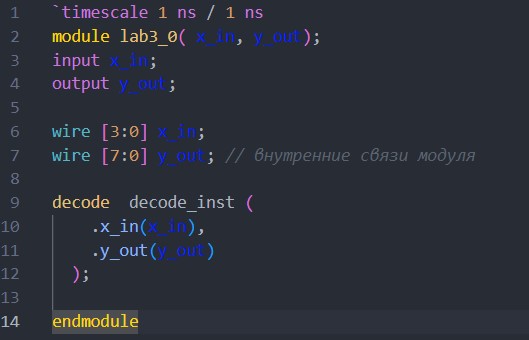 1 `timescale 1 ns / 1 ns
2 module lab3_0( x_in, y_out);
3 input x_in;
4 output y_out;
5
6 wire [3:0] x_in;
7 wire [7:0] y_out; // внутренние связи модуля
8
9 decode  decode_inst (
10     .x_in(x_in),
11     .y_out(y_out)
12   );
13
14 endmodule